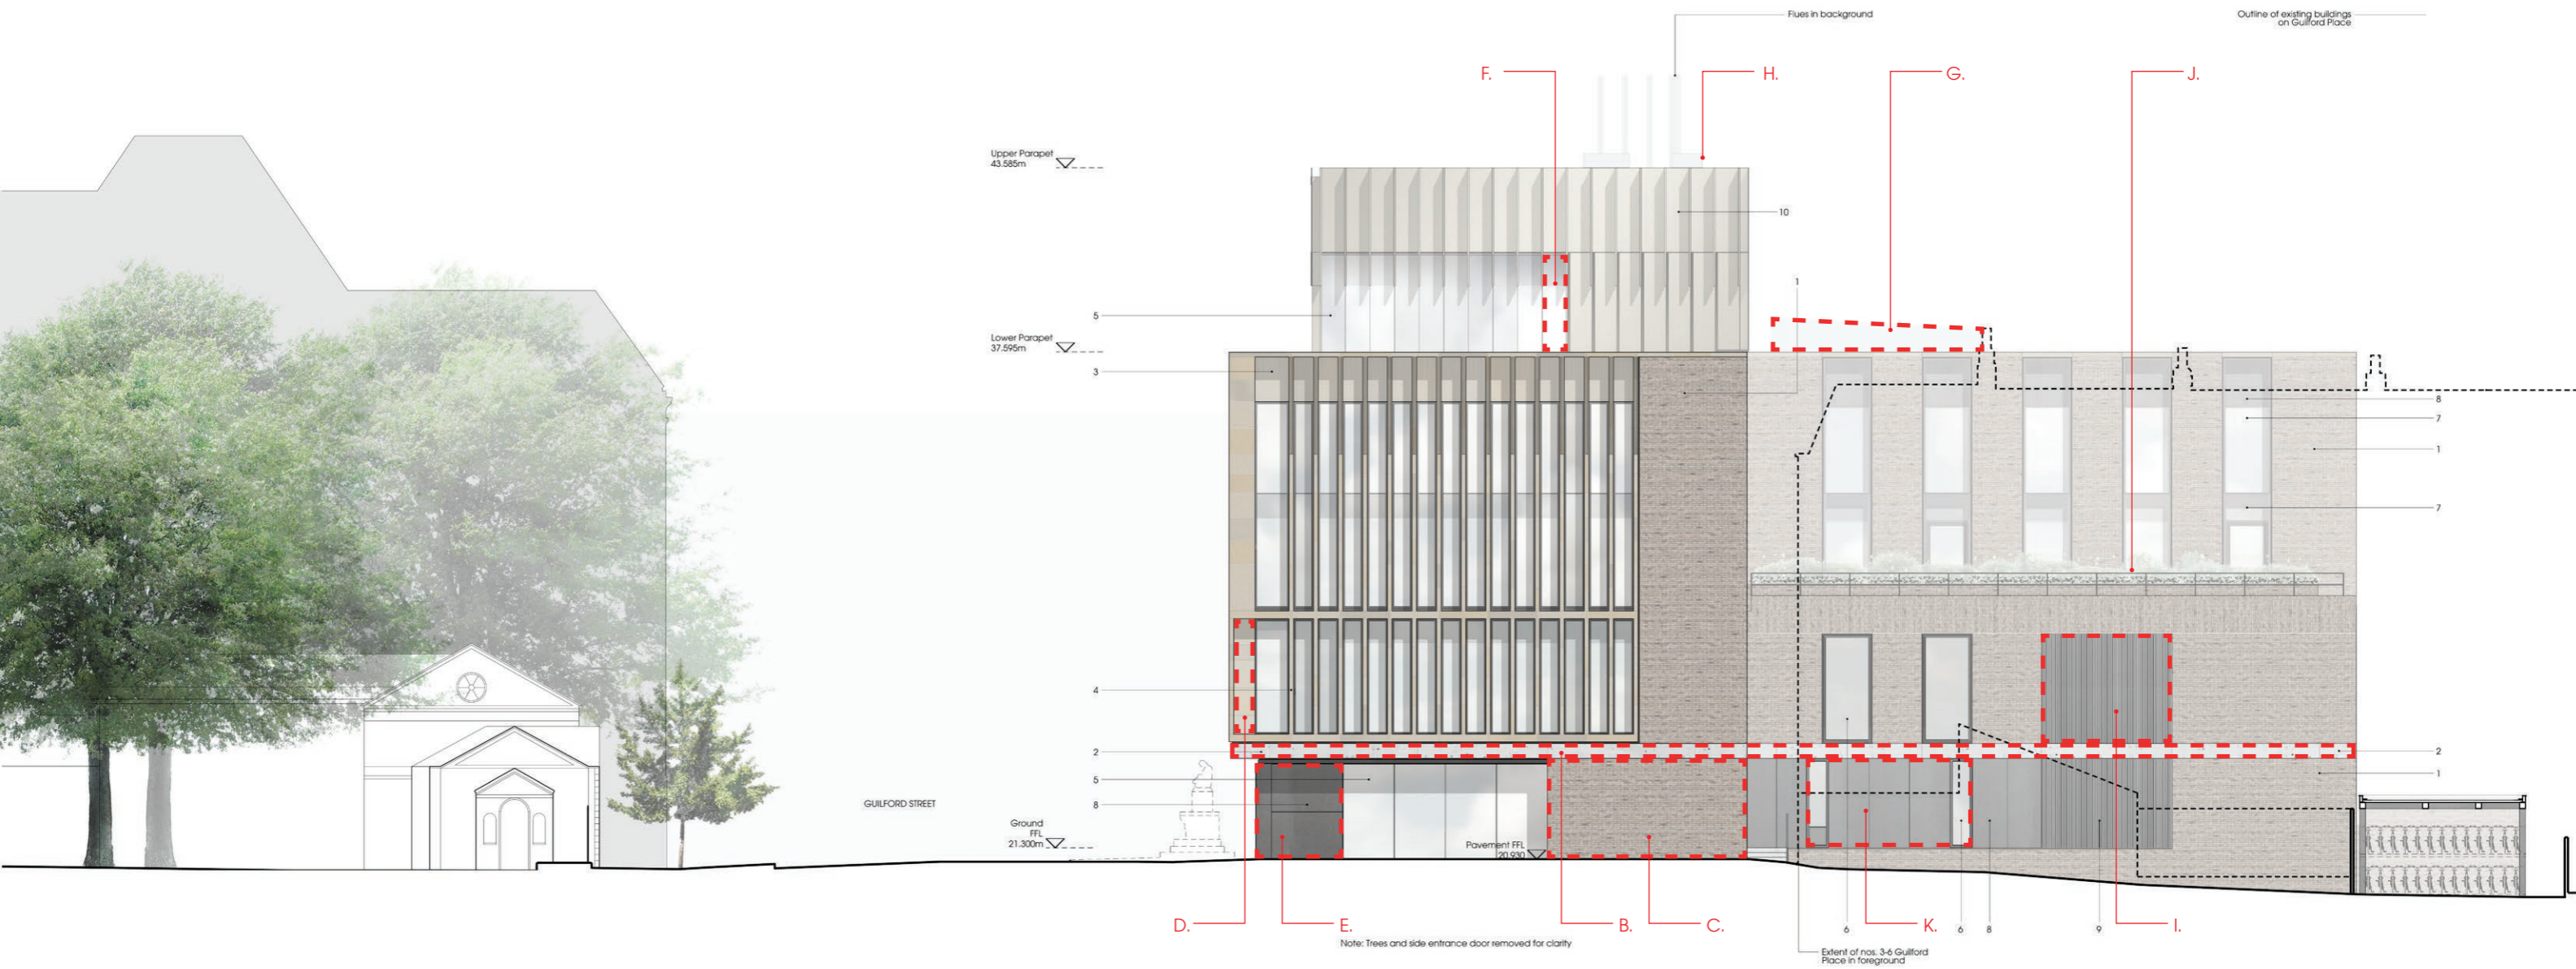 Flues in background
Outline of existing buildings
on Guilford Place
F.
H.
G.
J.
Upper Parapet
43.585m
10
1
5
Lower Parapet
37.595m
3
8
7
1
7
4
2
2
5
1
8
GUILFORD STREET
Ground
FFL
21.300m
Pavement FFL
20.930
D.
E.
B.
C.
6
K.
6
8
9
I.
Note: Trees and side entrance door removed for clarity
Extent of nos. 3-6 Guilford
Place in foreground